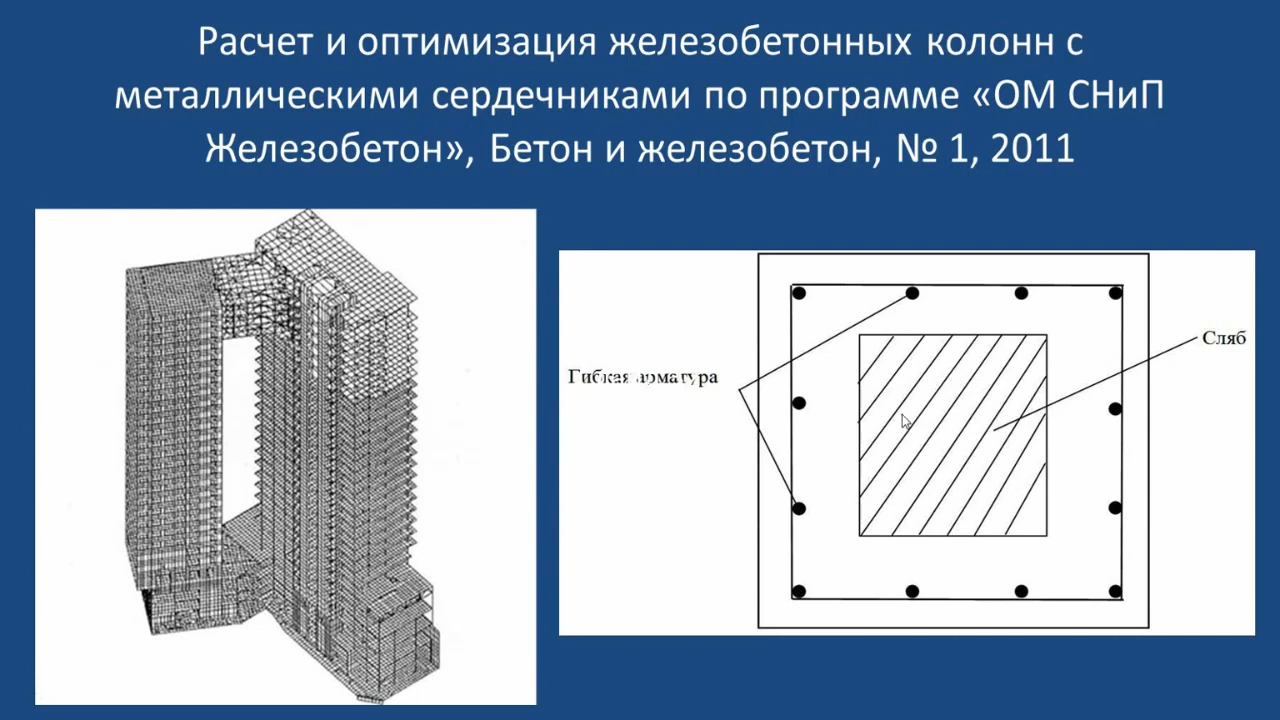 Расчет и оптимизация железобетонных колонн с
металлическими сердечниками по программе «ОМ СНиП
Железобетон», Бетон и железобетон, № 1, 2011
Сляб
Гибкая арматура